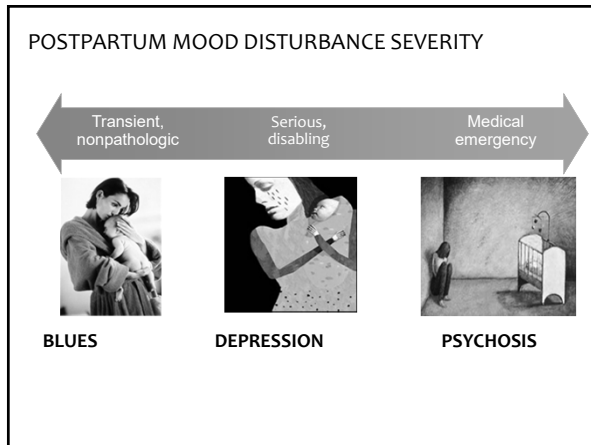 POSTPARTUM MOOD DISTURBANCE SEVERITY
Transient, nonpathologic
Serious, disabling
Medical emergency
BLUES
DEPRESSION
PSYCHOSIS